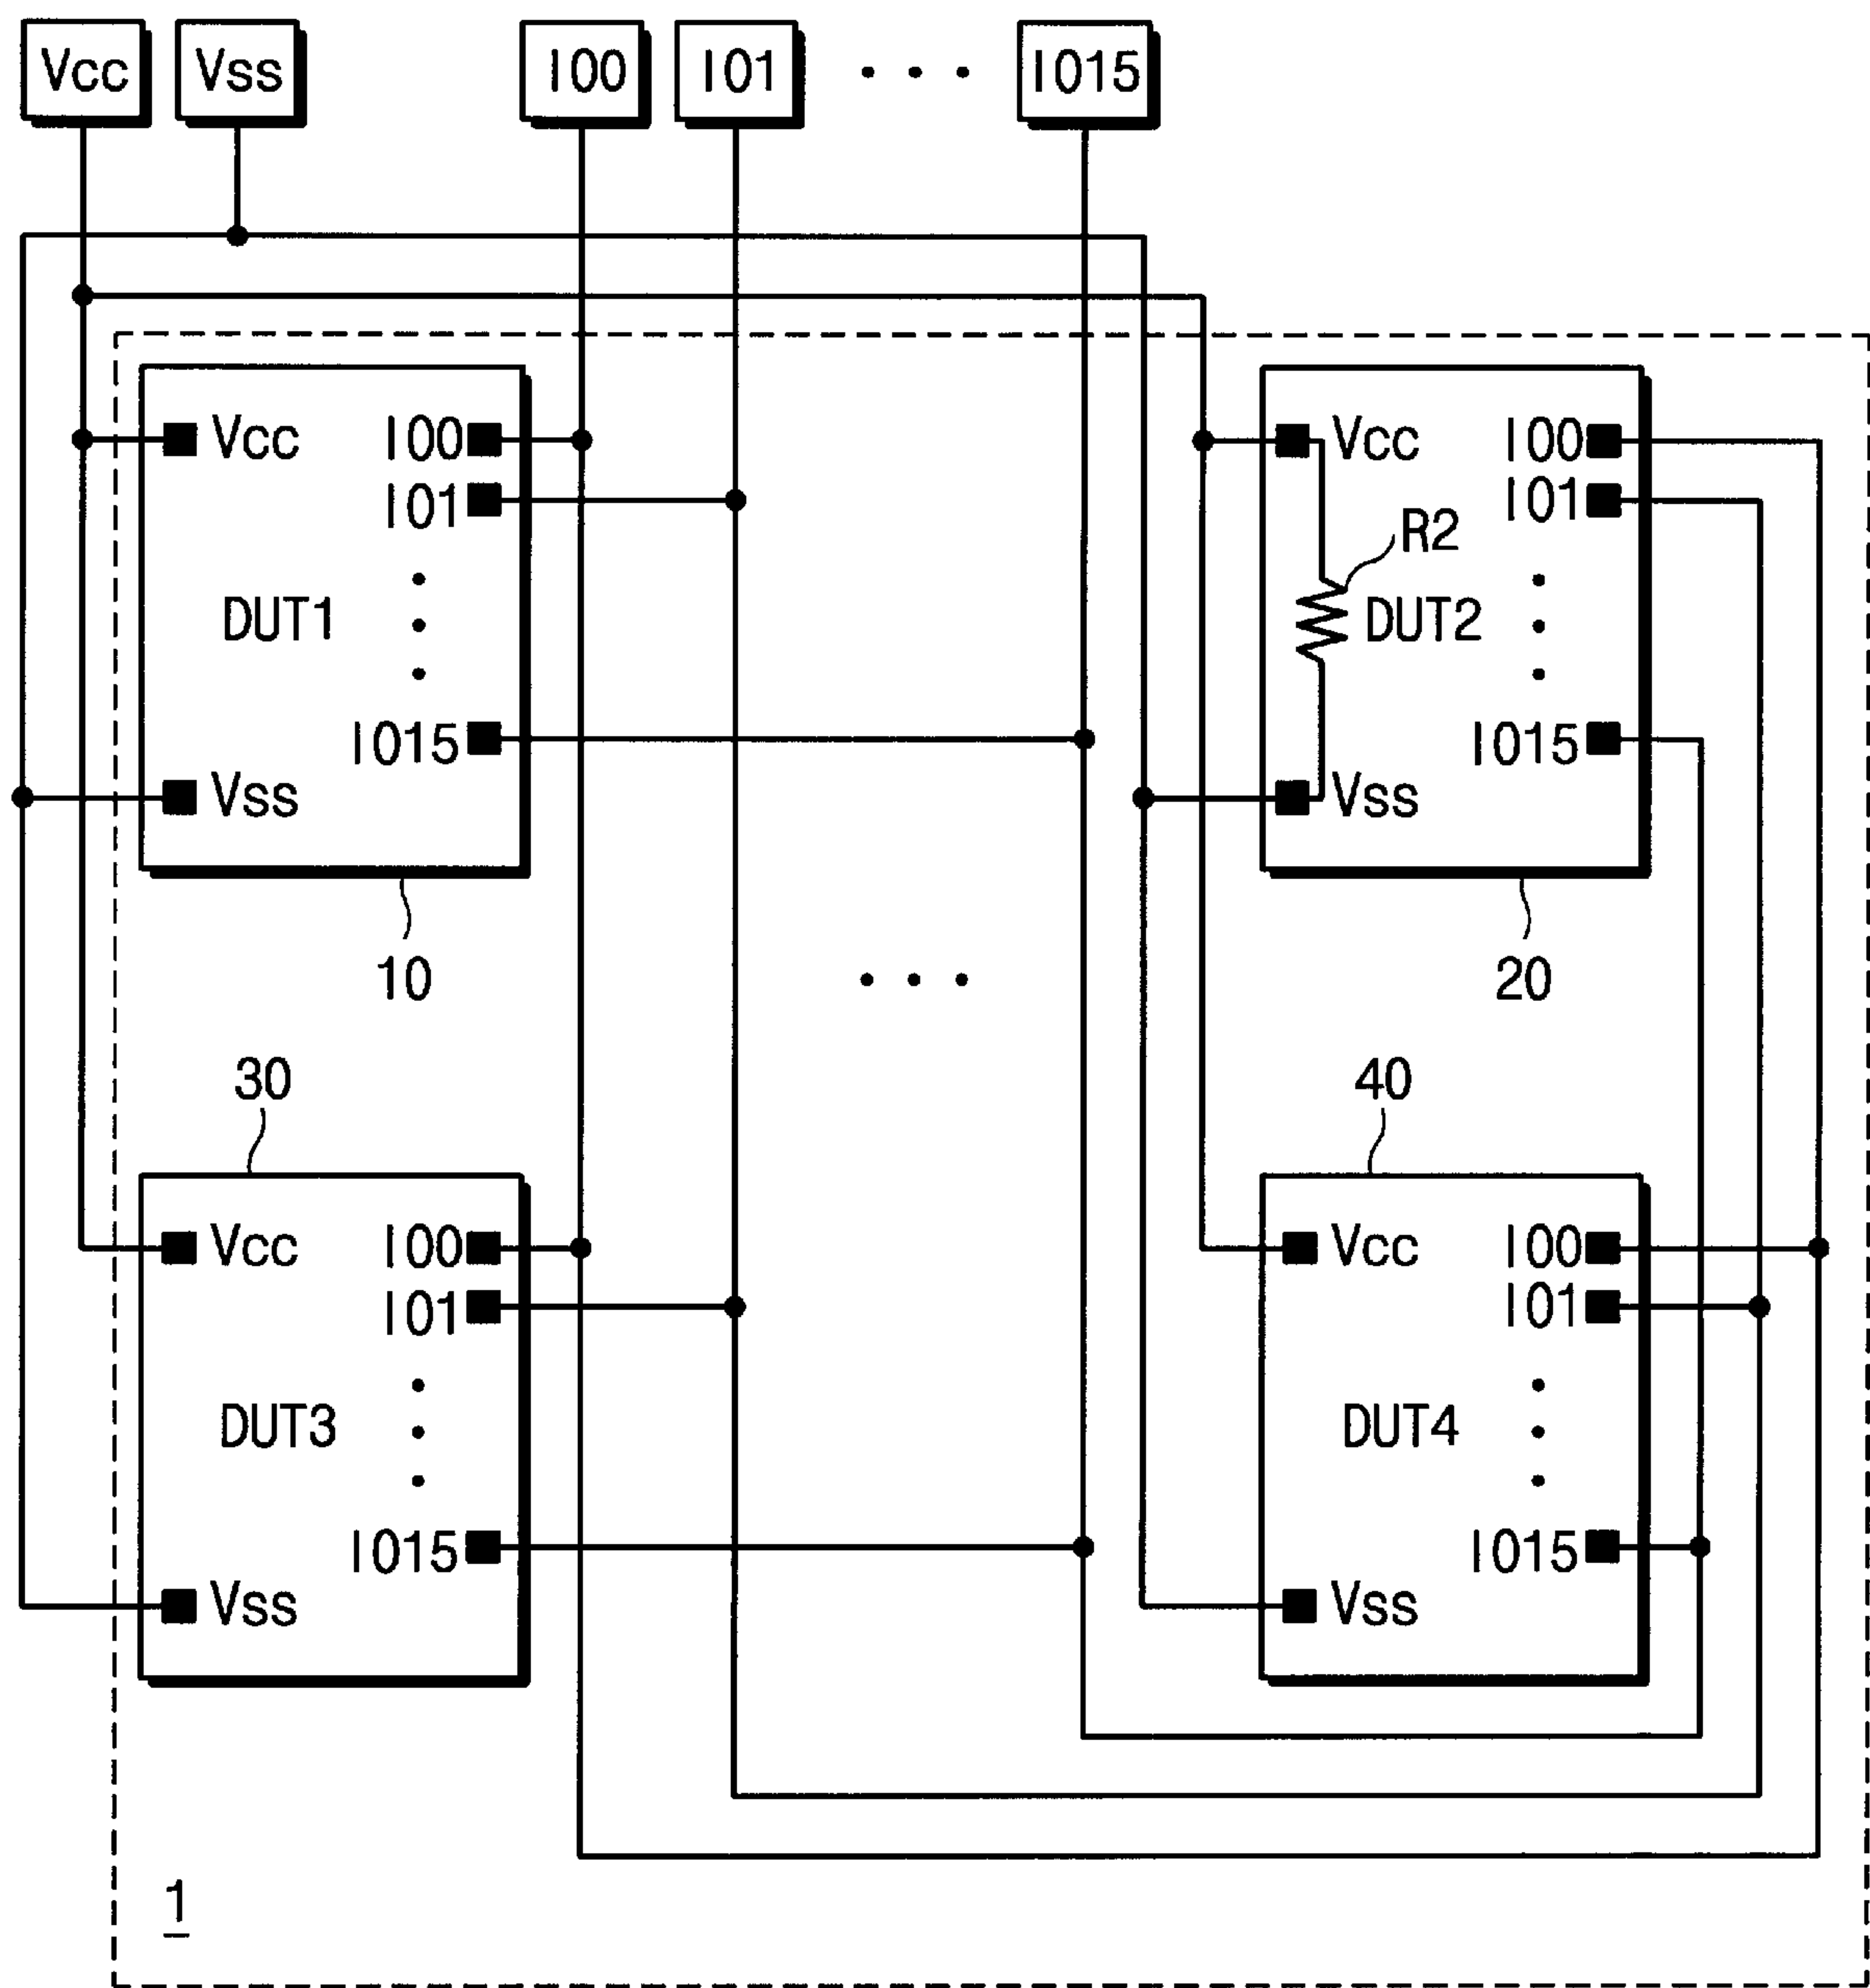 Vcc Vss IO0 IO1 . . . IO15
Vcc IO0
IO1
DUT1
IO15
Vss
10
Vcc IO0
IO1
R2
DUT2
IO15
Vss
20
. . .
30
Vcc IO0
IO1
DUT3
IO15
Vss
40
Vcc IO0
IO1
DUT4
IO15
Vss
1